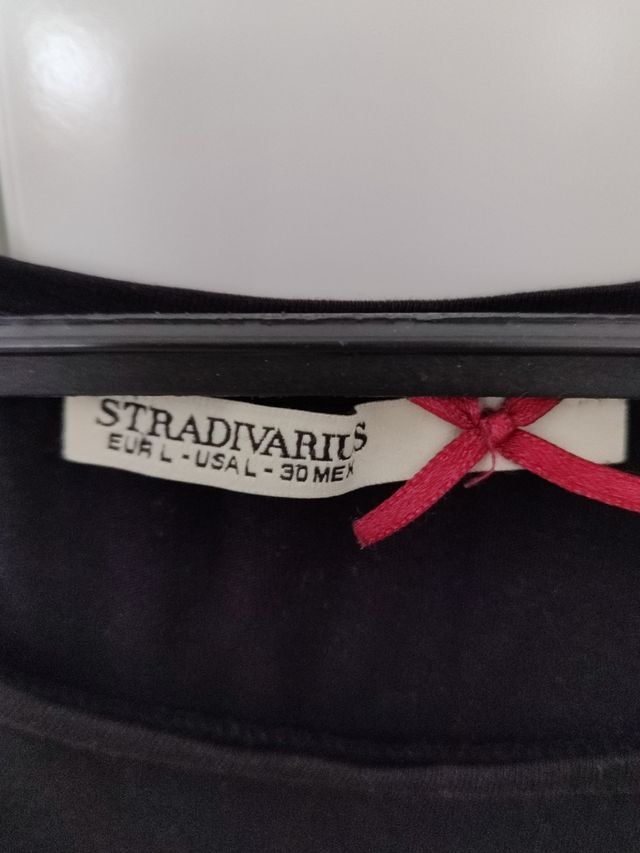 STRADIVARIUS
EUR L - USA L - 30 MEX